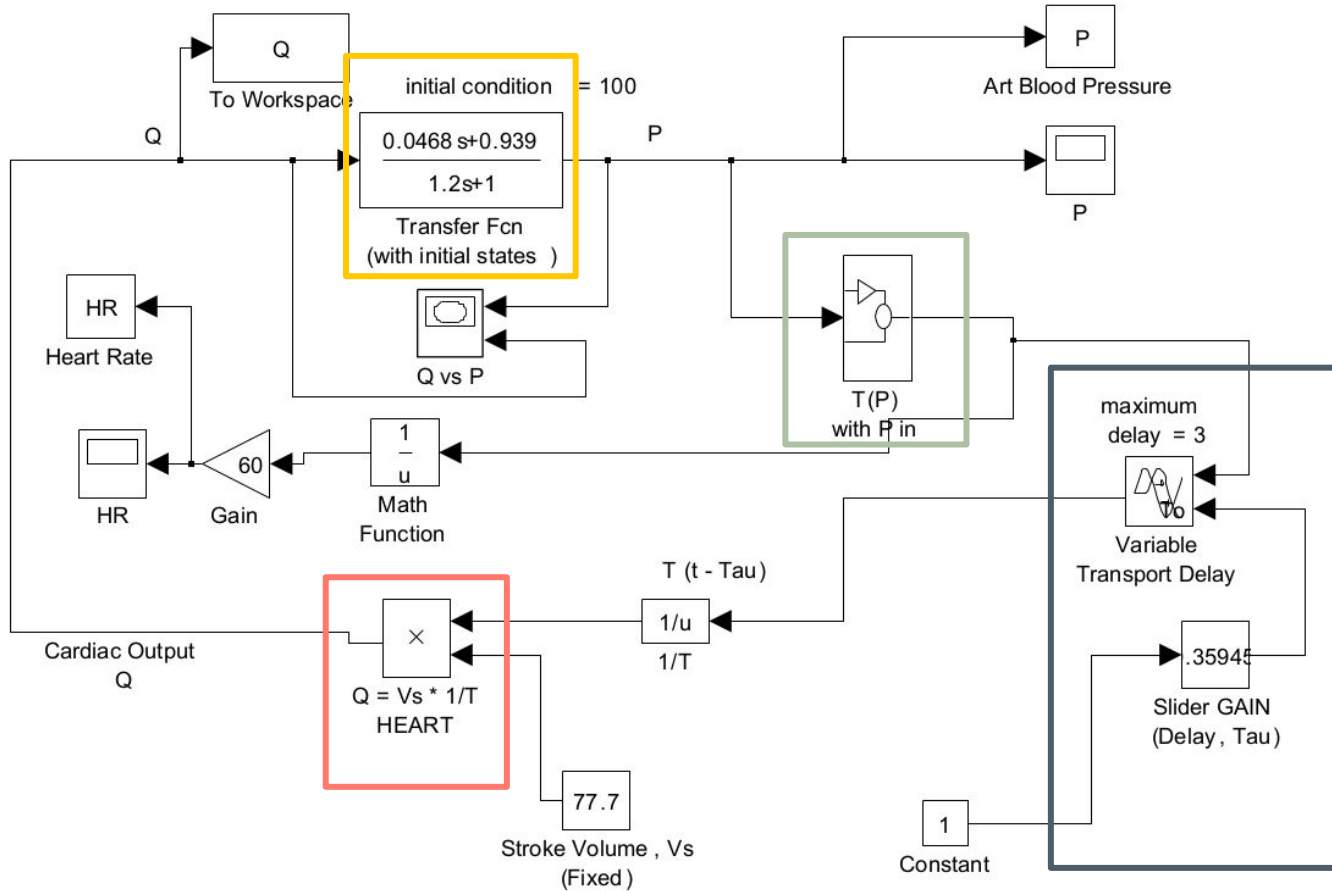 Q
To Workspace
initial condition = 100
P
Art Blood Pressure
Q
0.0468 s+0.939
1.2s+1
Transfer Fcn
(with initial states )
P
P
HR
Heart Rate
Q vs P
T(P)
with P in
maximum
delay = 3
To
Variable
Transport Delay
HR
60
Gain
1
u
Math
Function
T (t - Tau)
1/u
1/T
×
Q = Vs * 1/T
HEART
Cardiac Output
Q
.35945
Slider GAIN
(Delay , Tau)
77.7
Stroke Volume , Vs
(Fixed )
1
Constant